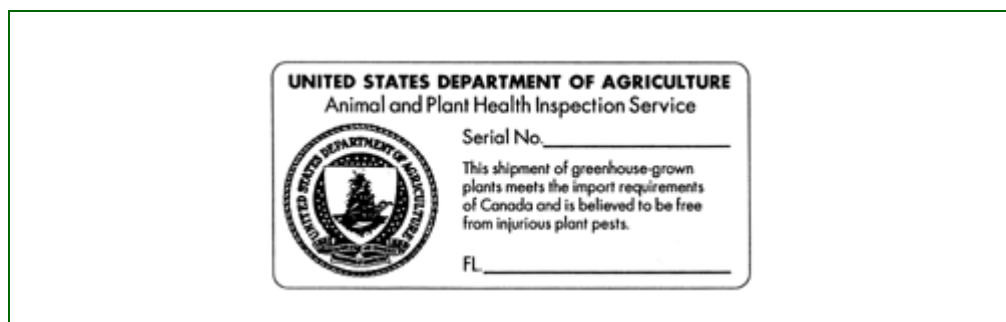 UNITED STATES DEPARTMENT OF AGRICULTURE
Animal and Plant Health Inspection Service
UNITED STATES DEPARTMENT OF AGRICULTURE
Serial No.
This shipment of greenhouse-grown
plants meets the import requirements
of Canada and is believed to be free
from injurious plant pests.
FL.